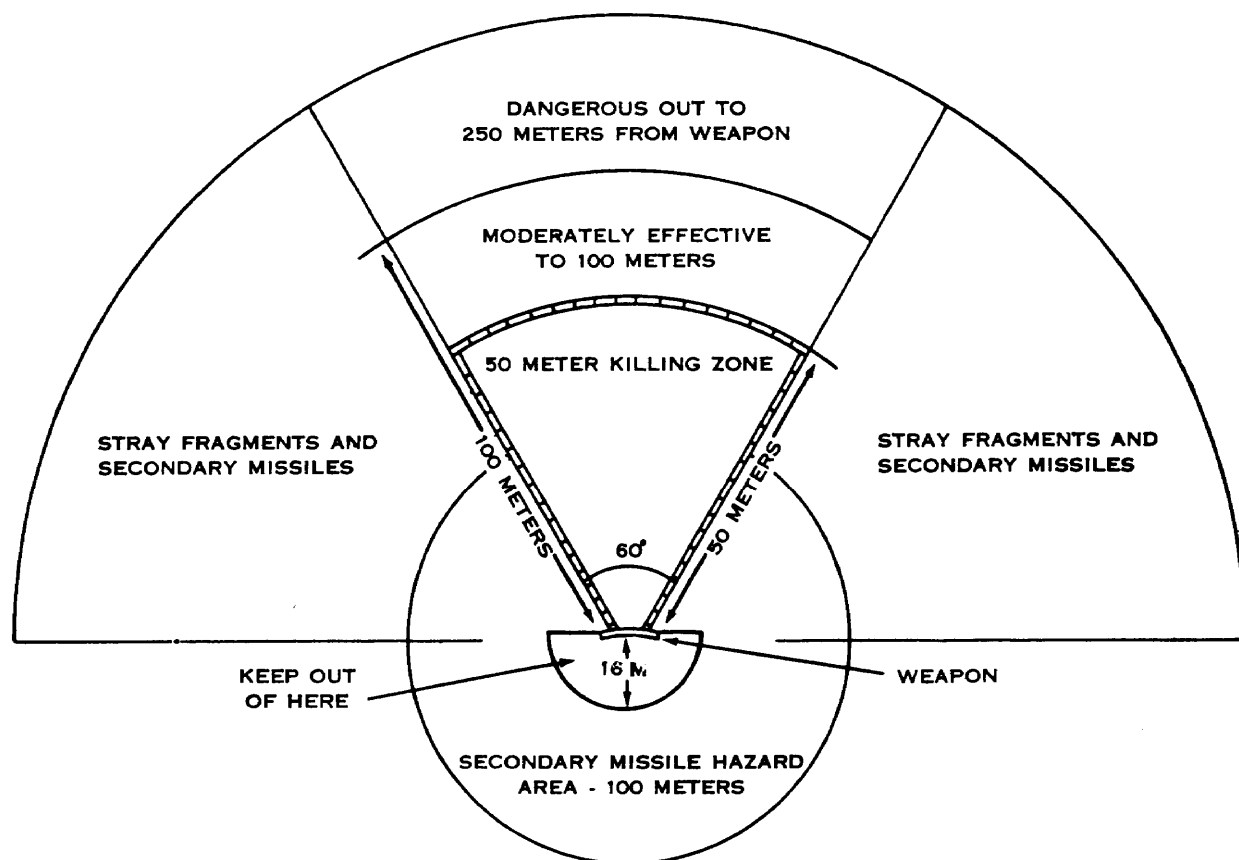 DANGEROUS OUT TO
250 METERS FROM WEAPON
MODERATELY EFFECTIVE
TO 100 METERS
50 METER KILLING ZONE
STRAY FRAGMENTS AND
SECONDARY MISSILES
100 METERS
50 METERS
STRAY FRAGMENTS AND
SECONDARY MISSILES
60°
16 M
KEEP OUT
OF HERE
WEAPON
SECONDARY MISSILE HAZARD
AREA - 100 METERS